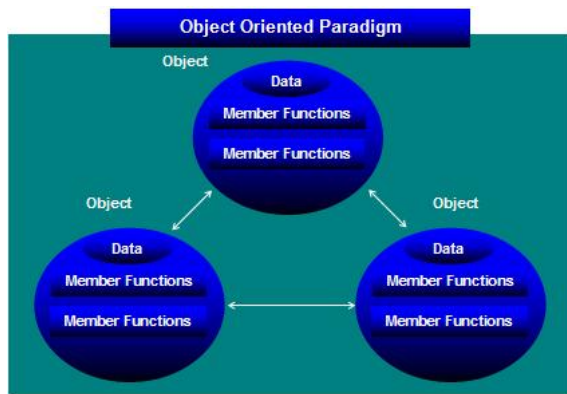 Object Oriented Paradigm
Object
Data
Member Functions
Member Functions
Object
Data
Member Functions
Member Functions
Object
Data
Member Functions
Member Functions